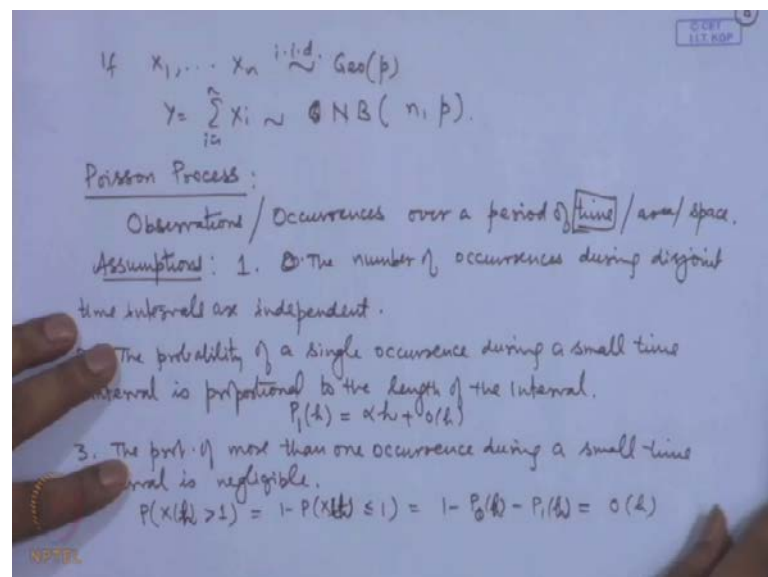 8
© CET
I.I.T. KGP
If X₁, ... Xₙ i.i.d. ~ Geo(p)
n
Y = Σ Xi ~ NB(n, p).
i=1
Poisson Process:
Observations / Occurrences over a period of time / area / space.
Assumptions: 1. The number of occurrences during disjoint
time intervals are independent.
The probability of a single occurrence during a small time
interval is proportional to the length of the interval.
P₁(h) = αh + o(h)
3. The prob. of more than one occurrence during a small time
interval is negligible.
P(X(h) > 1) = 1 - P(X(h) ≤ 1) = 1 - P₀(h) - P₁(h) = o(h)
NPTEL